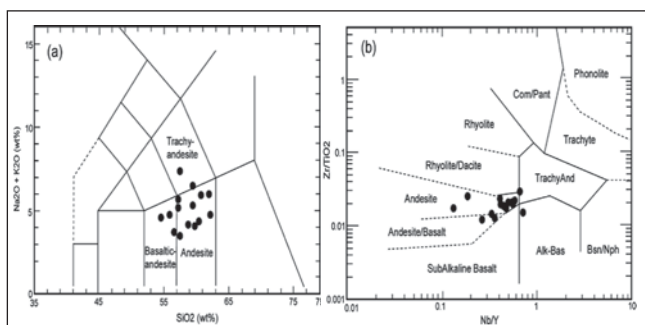 (a)
15
10
5
0
Na2O + K2O (wt%)
Trachy-
andesite
Basaltic-
andesite
Andesite
35
45
55
65
75
79
SiO2 (wt%)
(b)
1
0.1
0.01
0.001
Zr/TiO2
Phonolite
Com/Pant
Rhyolite
Trachyte
Rhyolite/Dacite
TrachyAnd
Andesite
Andesite/Basalt
Alk-Bas
Bsn/Nph
SubAlkaline Basalt
0.01
0.1
1
10
Nb/Y